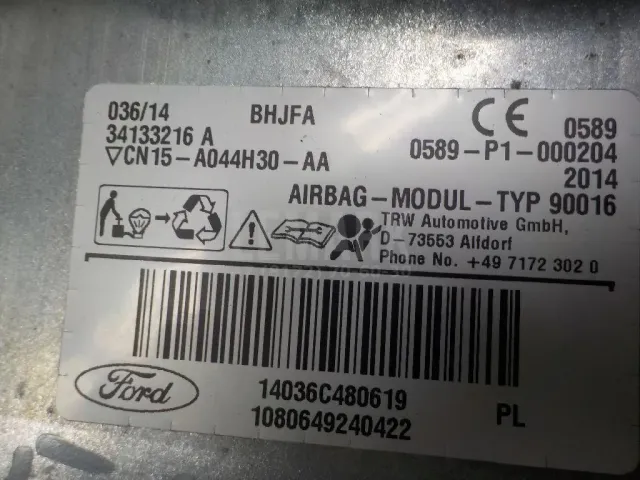 036/14 BHJFA
34133216 A
▽CN15-A044H30-AA
CE 0589
0589-P1-000204
2014
AIRBAG-MODUL-TYP 90016
TRW Automotive GmbH,
D-73553 Alfdorf
Phone No. +49 7172 302 0
Ford
14036C480619
1080649240422
PL